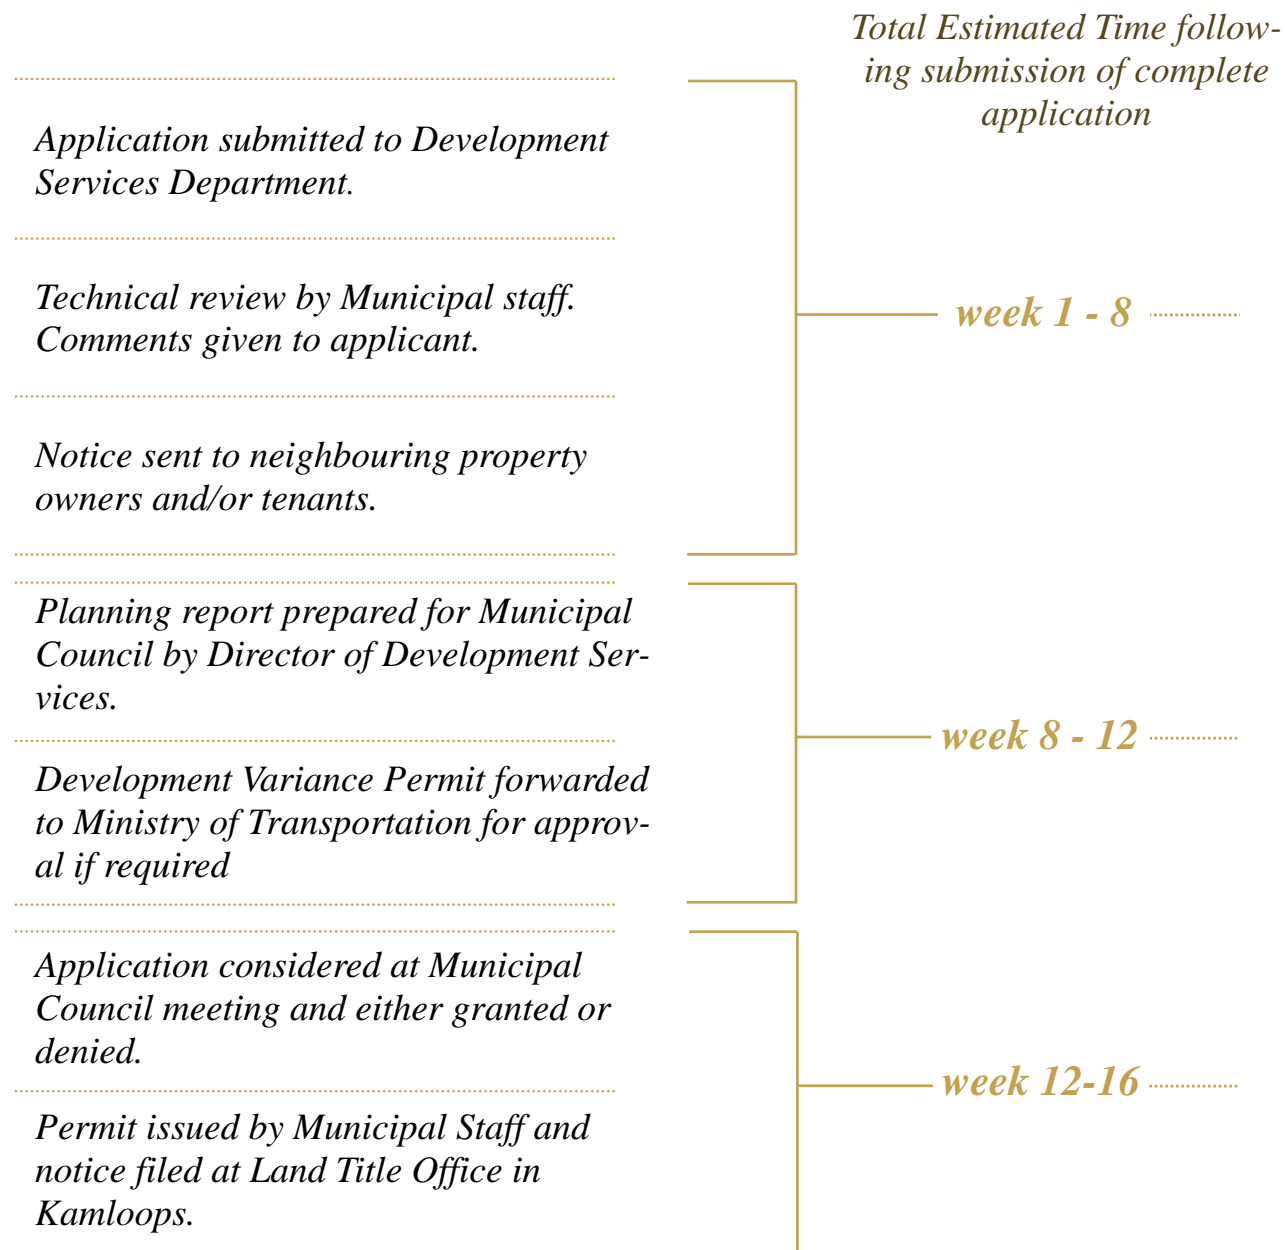 Total Estimated Time follow-
ing submission of complete
application
Application submitted to Development
Services Department.
Technical review by Municipal staff.
Comments given to applicant.
week 1 - 8
Notice sent to neighbouring property
owners and/or tenants.
Planning report prepared for Municipal
Council by Director of Development Ser-
vices.
week 8 - 12
Development Variance Permit forwarded
to Ministry of Transportation for approv-
al if required
Application considered at Municipal
Council meeting and either granted or
denied.
week 12-16
Permit issued by Municipal Staff and
notice filed at Land Title Office in
Kamloops.